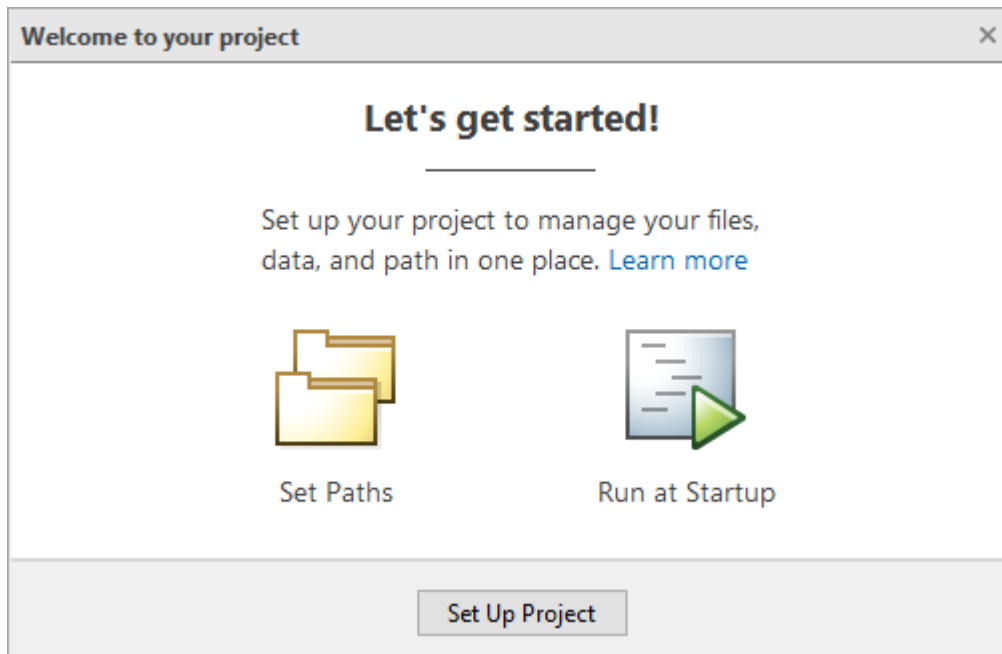 Welcome to your project
Let's get started!
Set up your project to manage your files,
data, and path in one place. Learn more
Set Paths
Run at Startup
Set Up Project